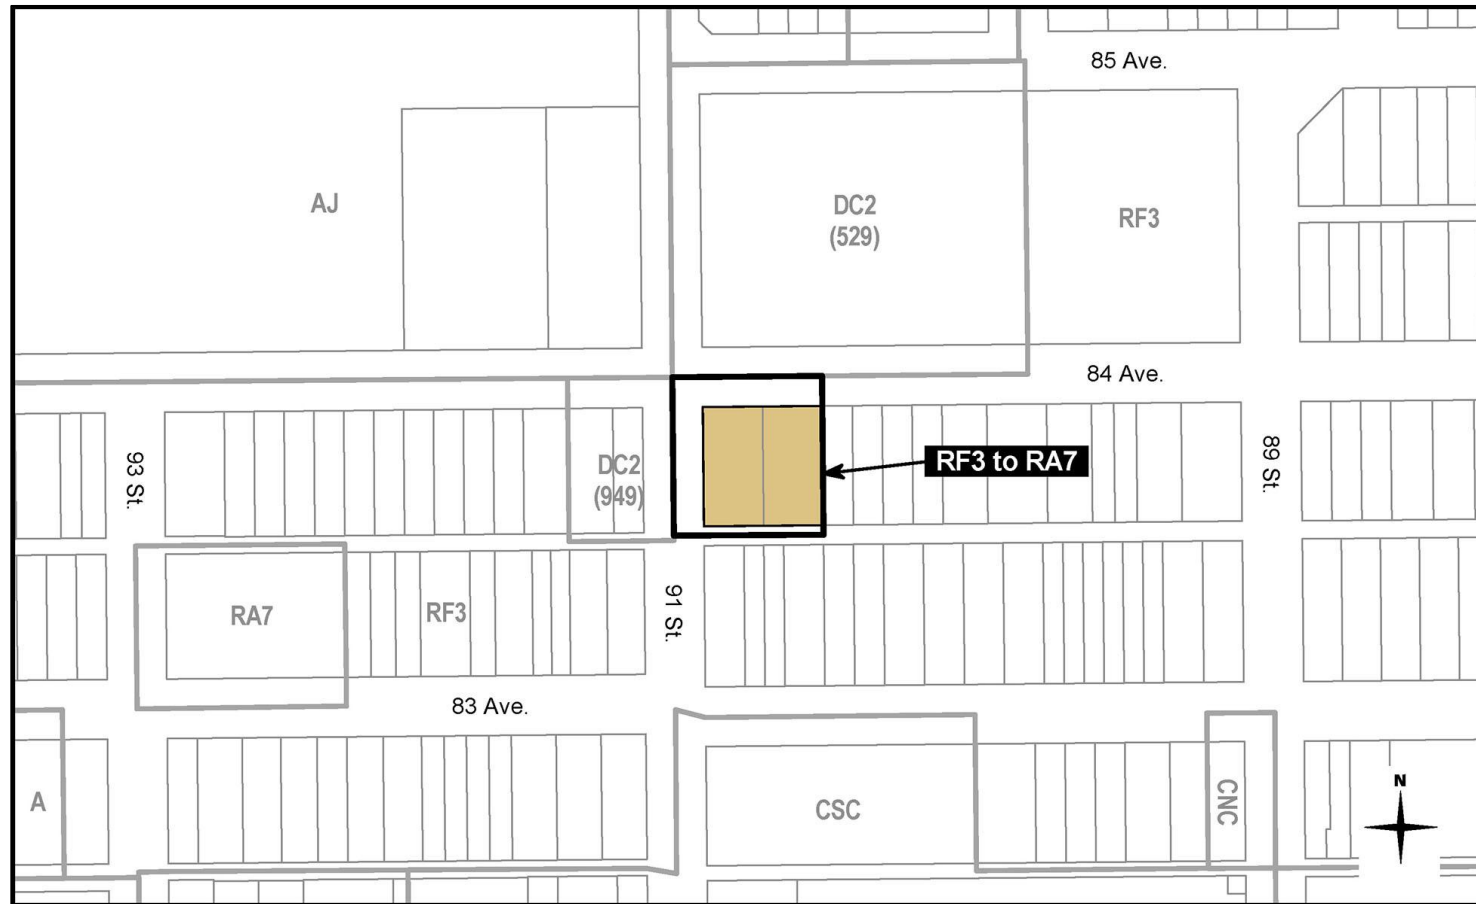 85 Ave.
AJ
DC2
(529)
RF3
84 Ave.
93 St.
DC2
(949)
RF3 to RA7
89 St.
RA7
RF3
91 St.
83 Ave.
A
CSC
CNC
N